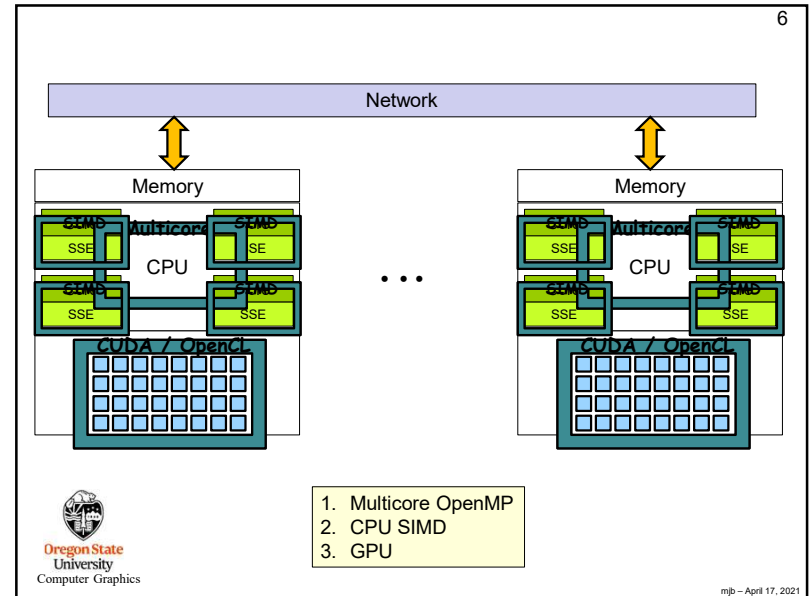 6
Network
Memory
Memory
SIMD Multicore SIMD
SSE SE
CPU
SIMD SIMD
SSE SSE
CUDA / OpenCL
. . .
SIMD Multicore SIMD
SSE SE
CPU
SIMD SIMD
SSE SSE
CUDA / OpenCL
1. Multicore OpenMP
2. CPU SIMD
3. GPU
Oregon State
University
Computer Graphics
mjb – April 17, 2021